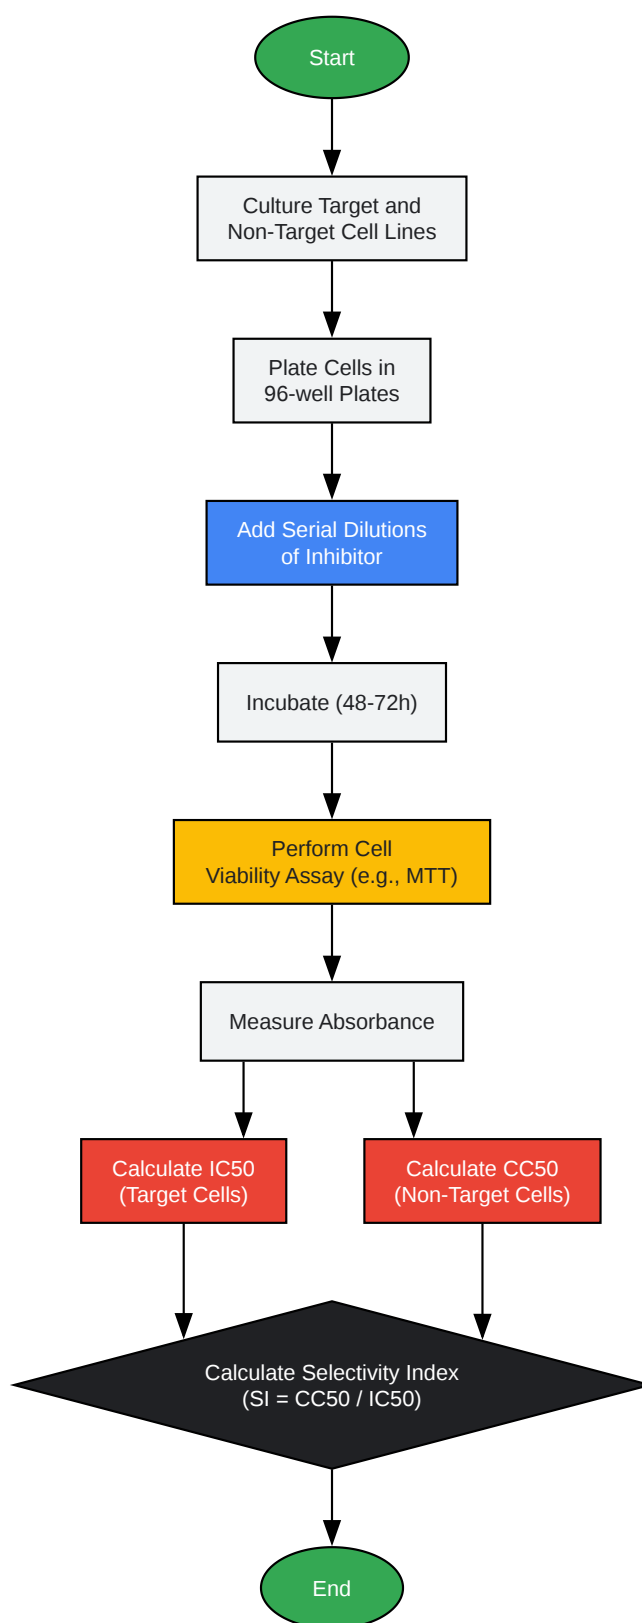 Start
Culture Target and
Non-Target Cell Lines
Plate Cells in
96-well Plates
Add Serial Dilutions
of Inhibitor
Incubate (48-72h)
Perform Cell
Viability Assay (e.g., MTT)
Measure Absorbance
Calculate IC50
(Target Cells)
Calculate CC50
(Non-Target Cells)
Calculate Selectivity Index
(SI = CC50 / IC50)
End